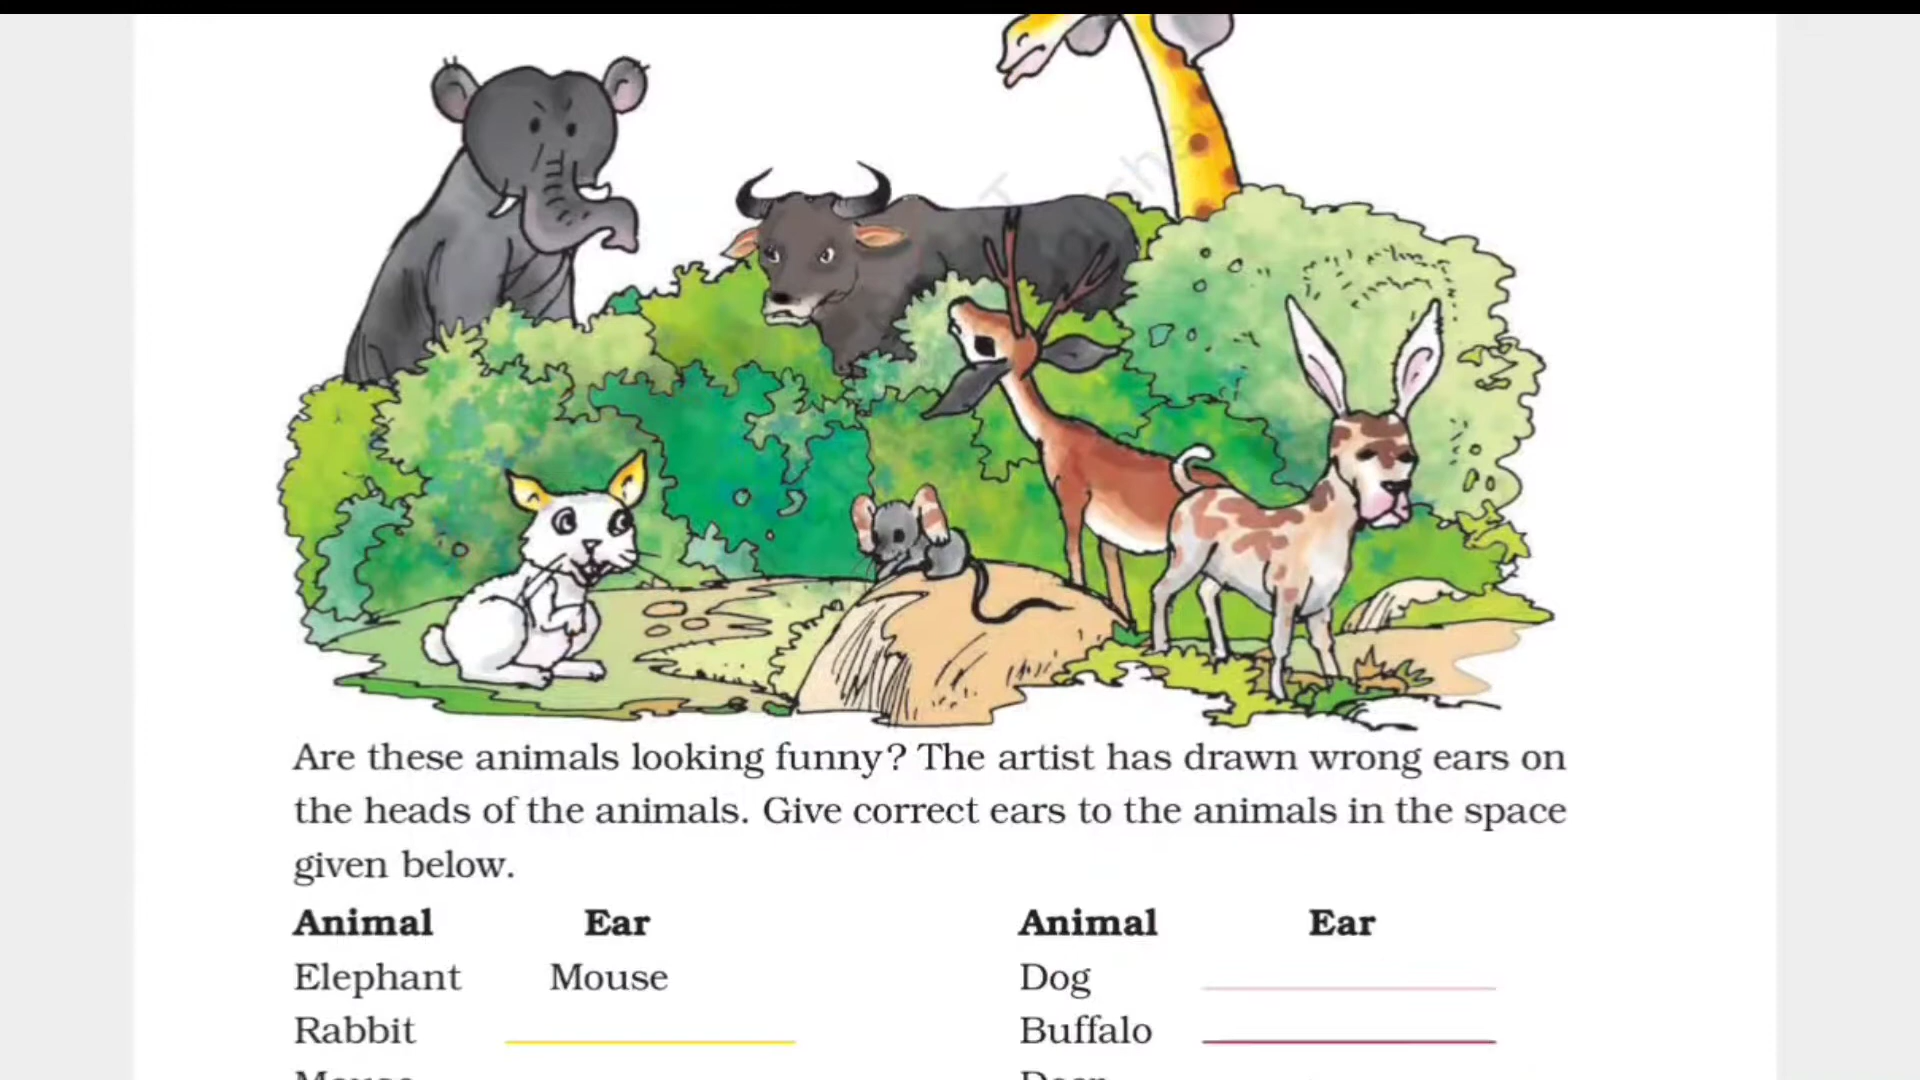 Are these animals looking funny? The artist has drawn wrong ears on
the heads of the animals. Give correct ears to the animals in the space
given below.
Animal Ear Animal Ear
Elephant Mouse Dog
Rabbit Buffalo